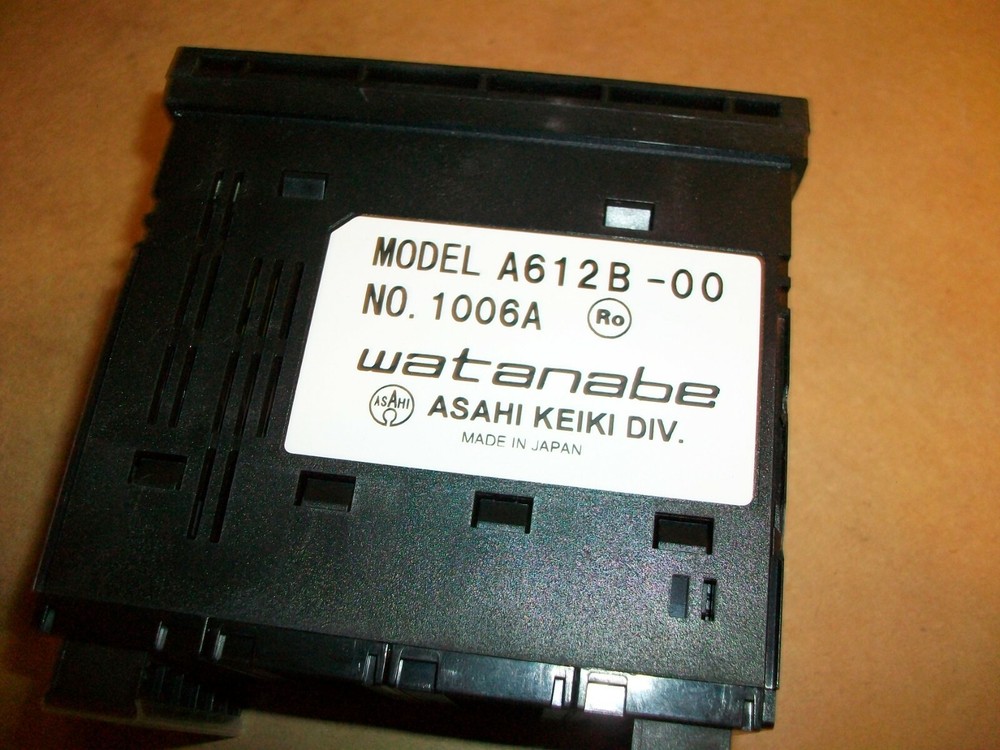 MODEL A612B-00
NO. 1006A Ro
watanabe
ASAHI ASAHI KEIKI DIV.
MADE IN JAPAN